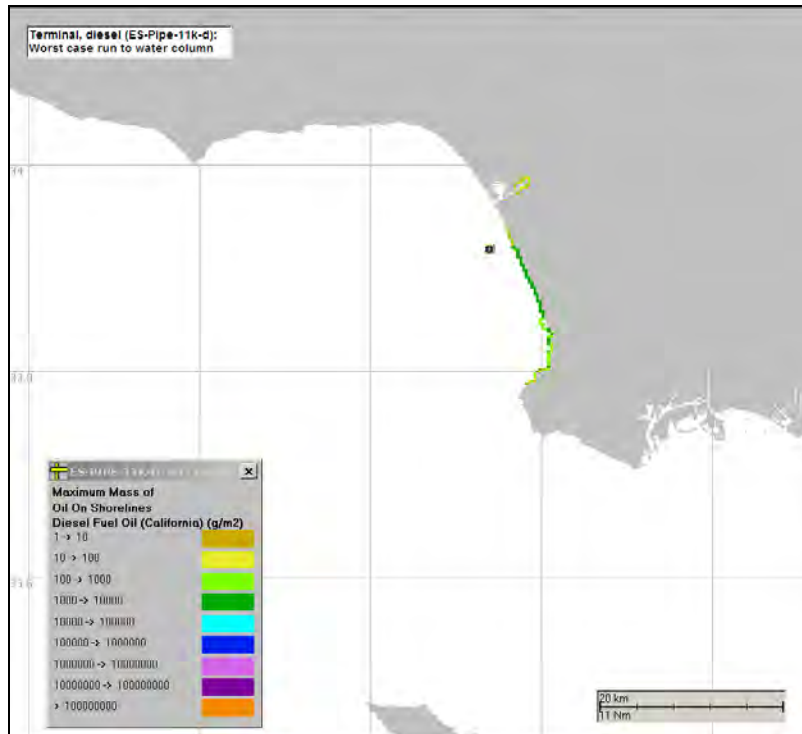 Terminal, diesel (ES-Pipe-11k-d):
Worst case run to water column
Maximum Mass of
Oil On Shorelines
Diesel Fuel Oil (California) (g/m2)
1 -> 10
10 -> 100
100 -> 1000
1000 -> 10000
10000 -> 100000
100000 -> 1000000
1000000 -> 10000000
10000000 -> 100000000
> 100000000
20 km
11 Nm